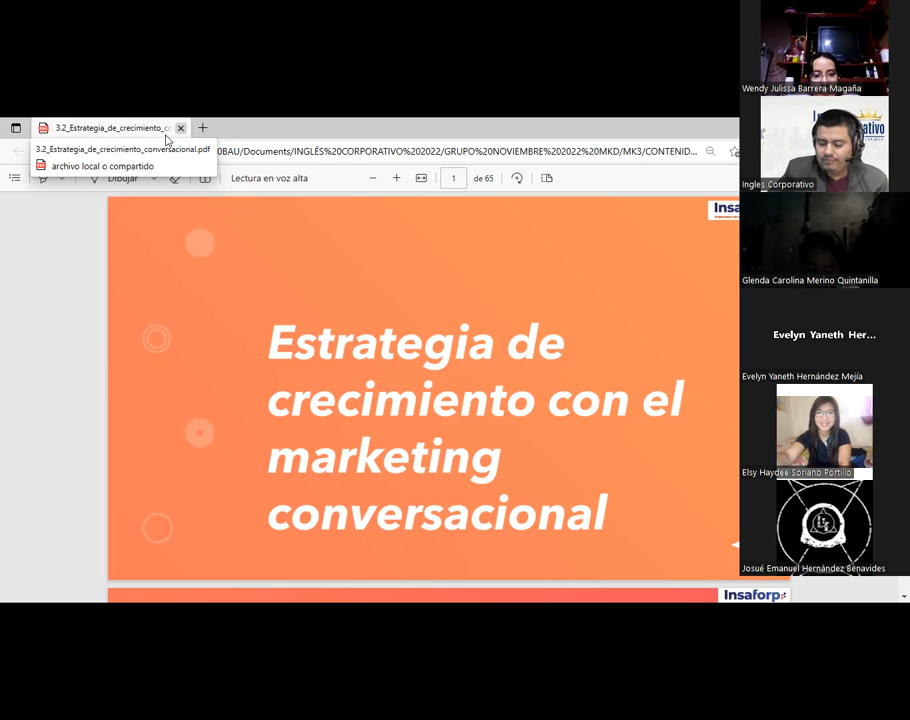 3.2_Estrategia_de_crecimiento_c
3.2_Estrategia_de_crecimiento_conversacional.pdf
archivo local o compartido
0BAU/Documents/INGLÉS%20CORPORATIVO%202022/GRUPO%20NOVIEMBRE%202022%20MKD/MK3/CONTENID...
Dibujar
Lectura en voz alta
1
de 65
Insa
Estrategia de
crecimiento con el
marketing
conversacional
Insaforp
Wendy Julissa Barrera Magaña
Ingles Corporativo
Glenda Carolina Merino Quintanilla
Evelyn Yaneth Her...
Evelyn Yaneth Hernández Mejía
Elsy Haydee Soriano Portillo
Josué Emanuel Hernández Benavides